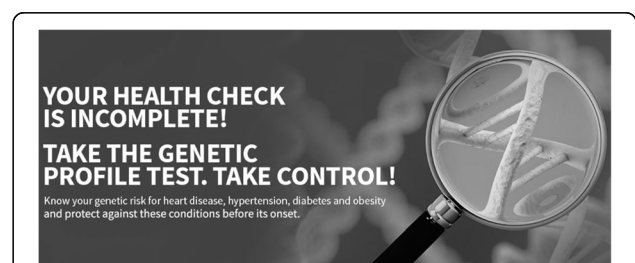 YOUR HEALTH CHECK
IS INCOMPLETE!
TAKE THE GENETIC
PROFILE TEST. TAKE CONTROL!
Know your genetic risk for heart disease, hypertension, diabetes and obesity
and protect against these conditions before its onset.